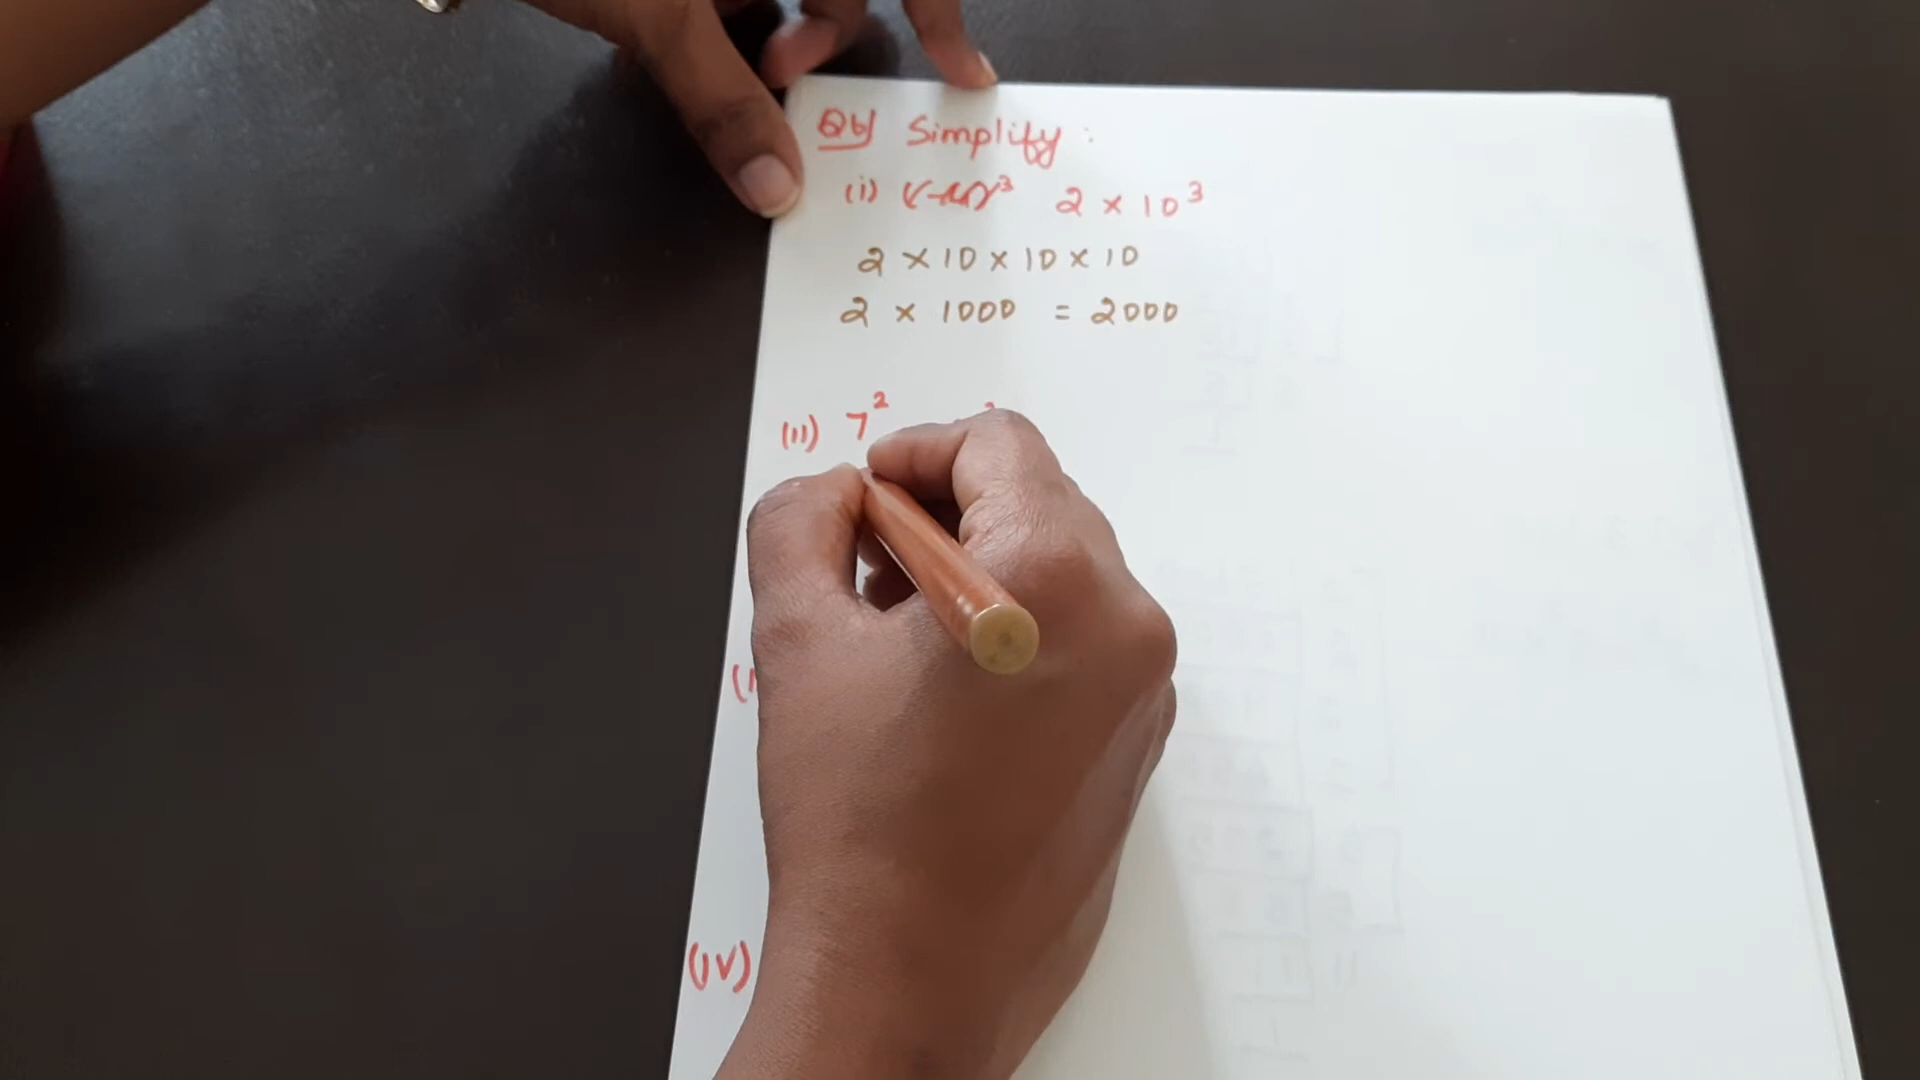 Q6) Simplify :
(i) 2 × 10³
2 × 10 × 10 × 10
2 × 1000 = 2000
(ii) 7²
(iv)